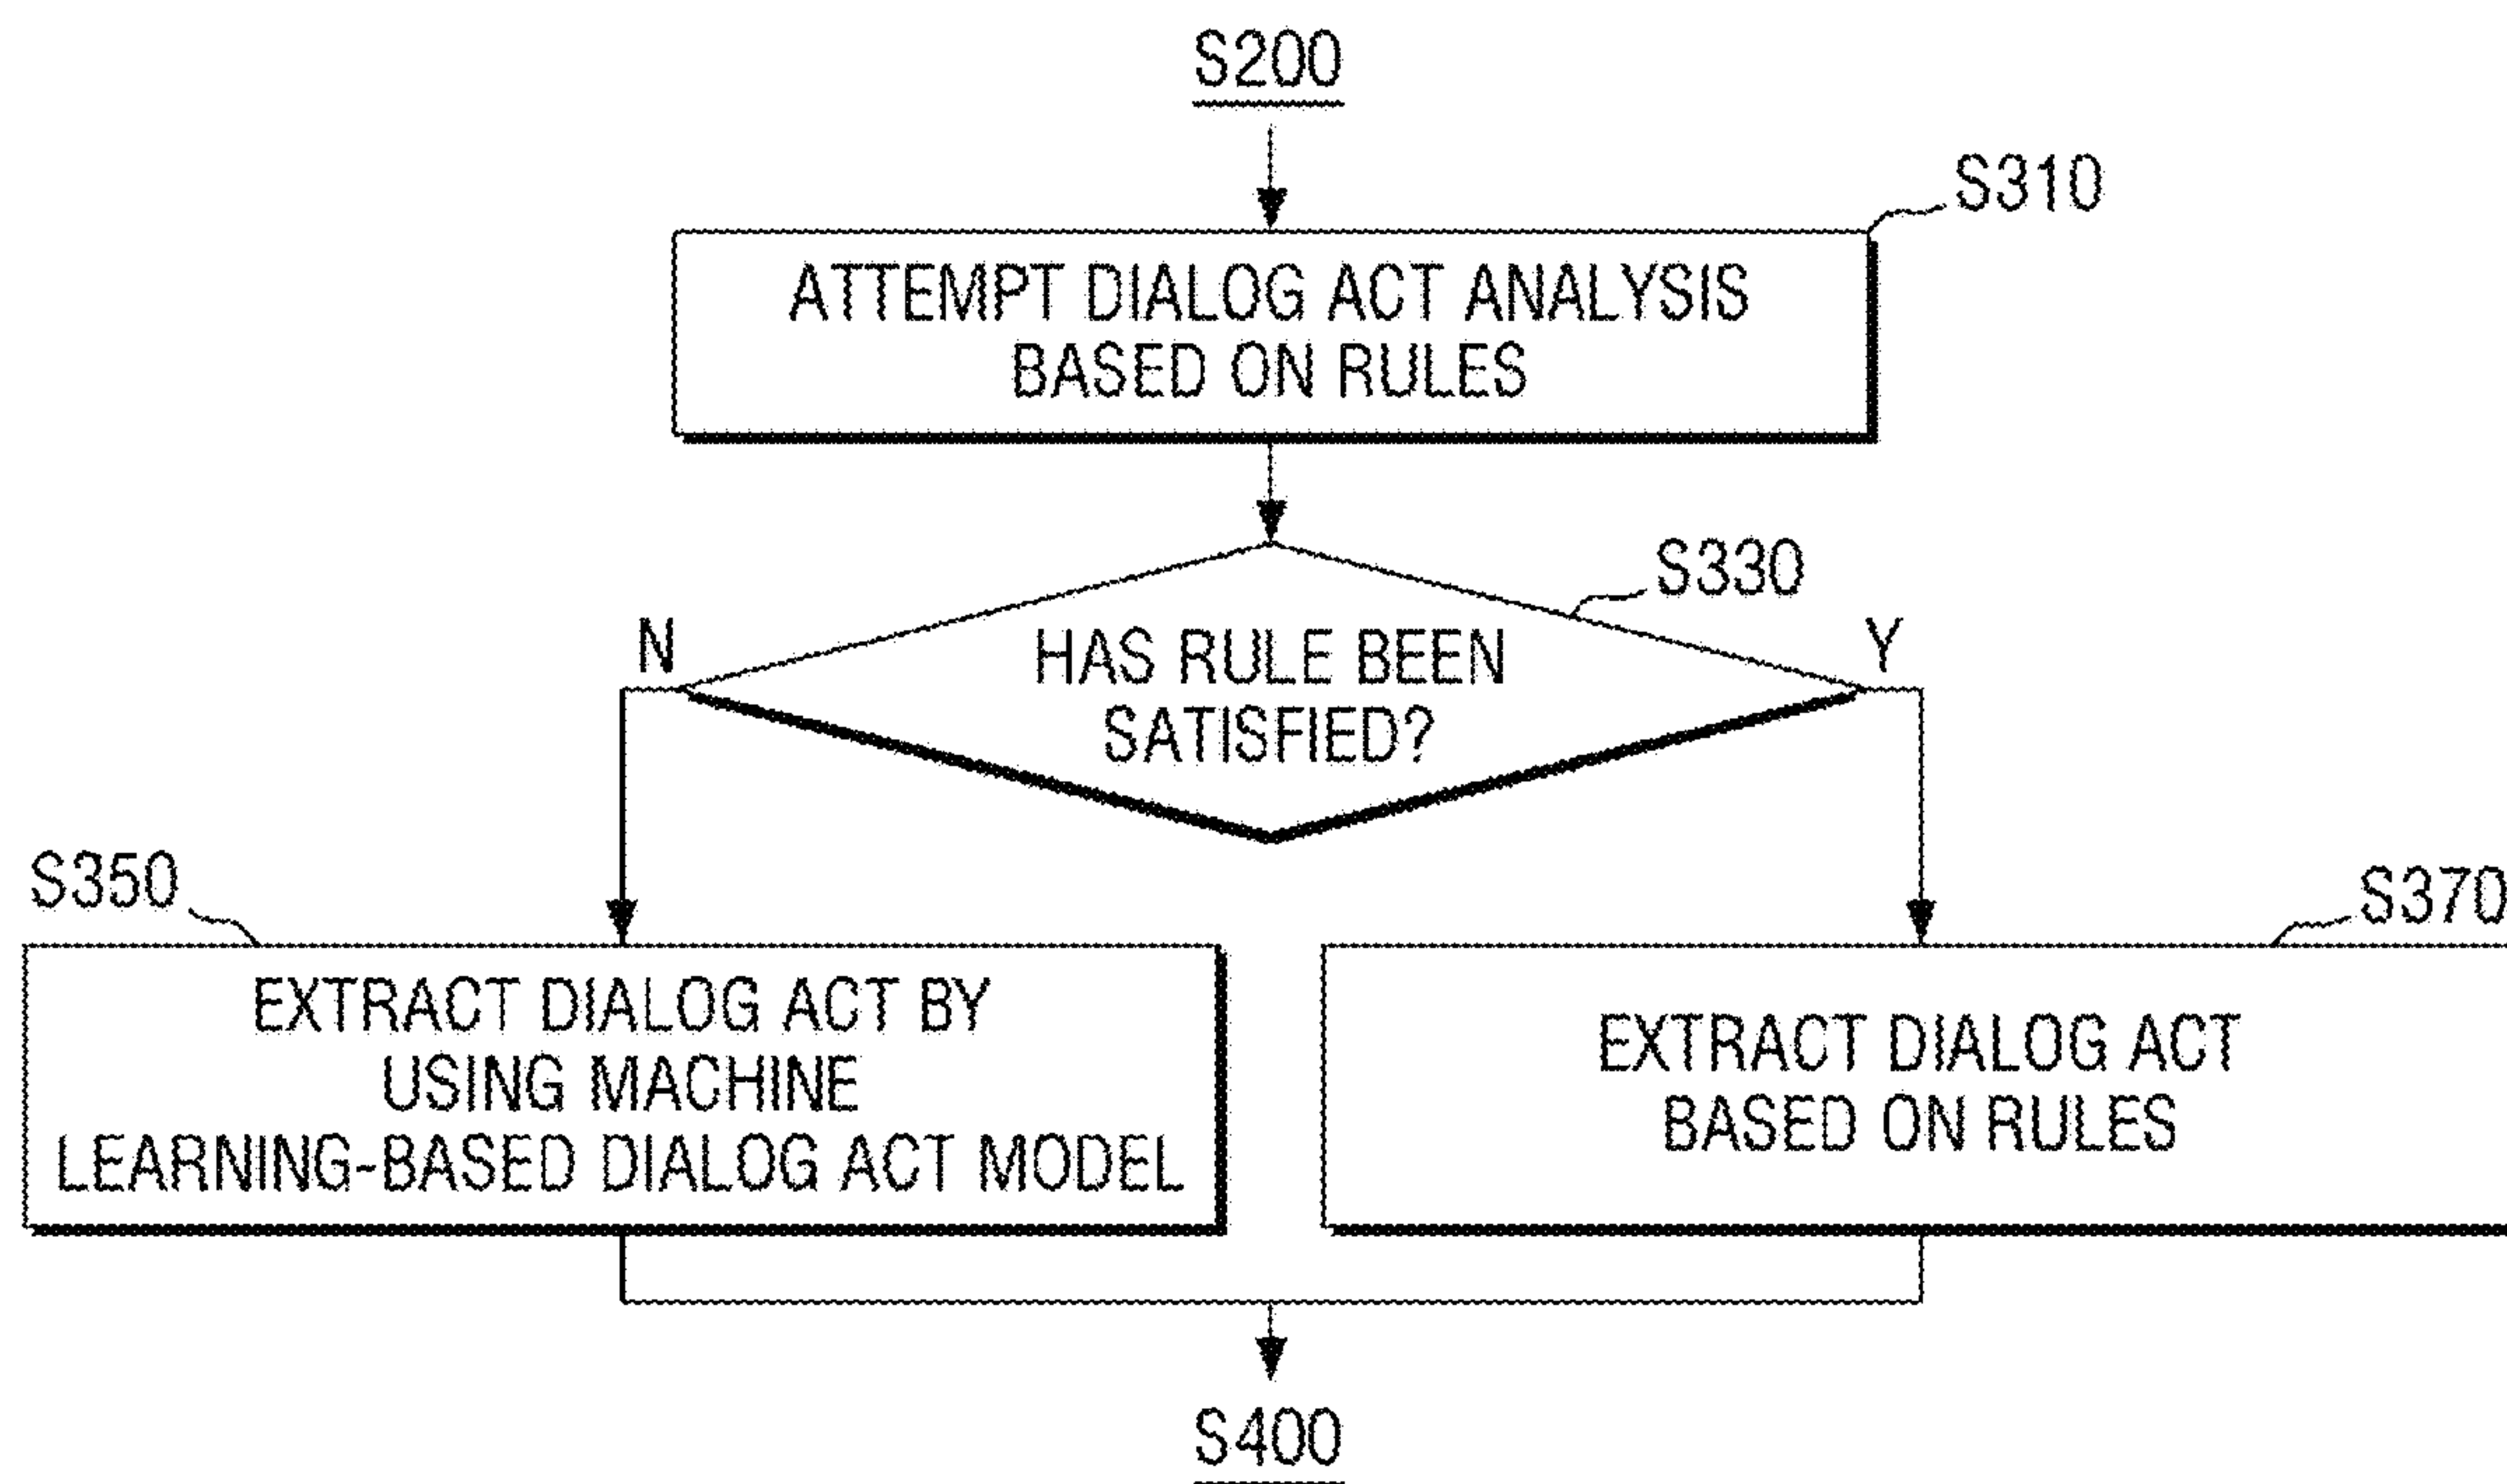 S200
S310
ATTEMPT DIALOG ACT ANALYSIS
BASED ON RULES
S330
N
Y
HAS RULE BEEN
SATISFIED?
S350
S370
EXTRACT DIALOG ACT BY
USING MACHINE
LEARNING-BASED DIALOG ACT MODEL
EXTRACT DIALOG ACT
BASED ON RULES
S400